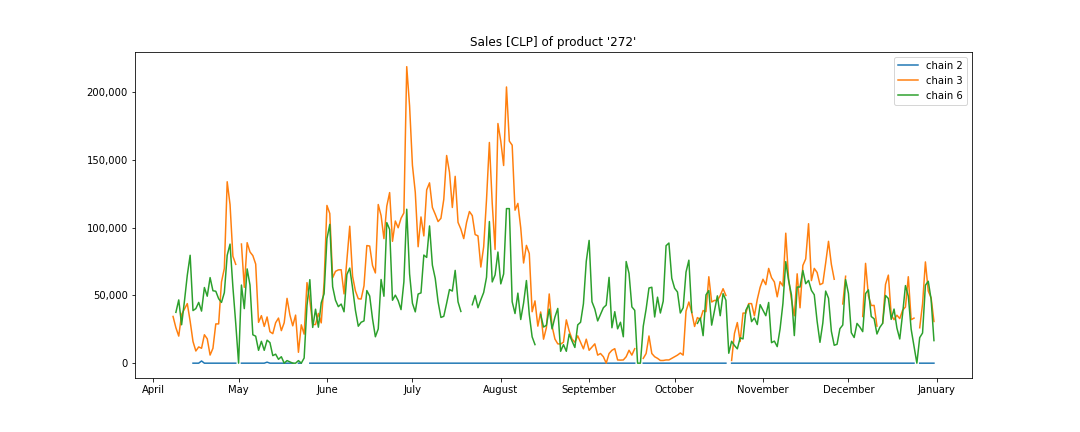 Sales [CLP] of product '272'
chain 2
chain 3
chain 6
200,000
150,000
100,000
50,000
0
April May June July August September October November December January